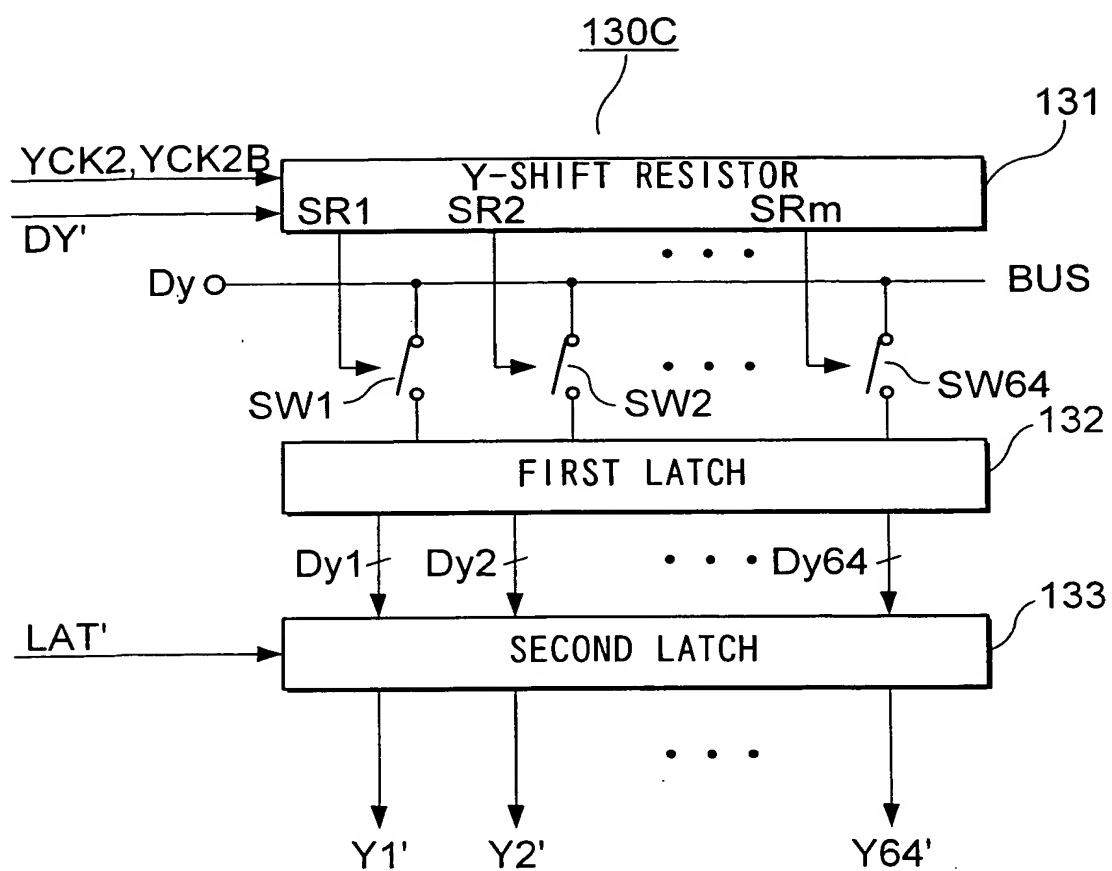 130C
131
YCK2,YCK2B
Y-SHIFT RESISTOR
SR1 SR2 SRm
DY'
Dy BUS
SW1 SW2 SW64
132
FIRST LATCH
Dy1 Dy2 Dy64
133
LAT'
SECOND LATCH
Y1' Y2' Y64'